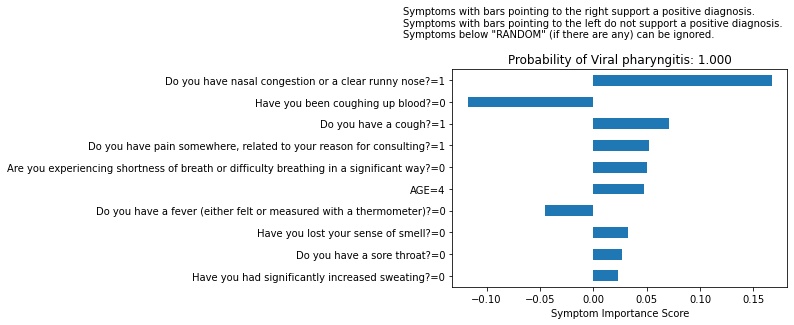 Symptoms with bars pointing to the right support a positive diagnosis.
Symptoms with bars pointing to the left do not support a positive diagnosis.
Symptoms below "RANDOM" (if there are any) can be ignored.
Probability of Viral pharyngitis: 1.000
Do you have nasal congestion or a clear runny nose?=1
Have you been coughing up blood?=0
Do you have a cough?=1
Do you have pain somewhere, related to your reason for consulting?=1
Are you experiencing shortness of breath or difficulty breathing in a significant way?=0
AGE=4
Do you have a fever (either felt or measured with a thermometer)?=0
Have you lost your sense of smell?=0
Do you have a sore throat?=0
Have you had significantly increased sweating?=0
−0.10 −0.05 0.00 0.05 0.10 0.15
Symptom Importance Score